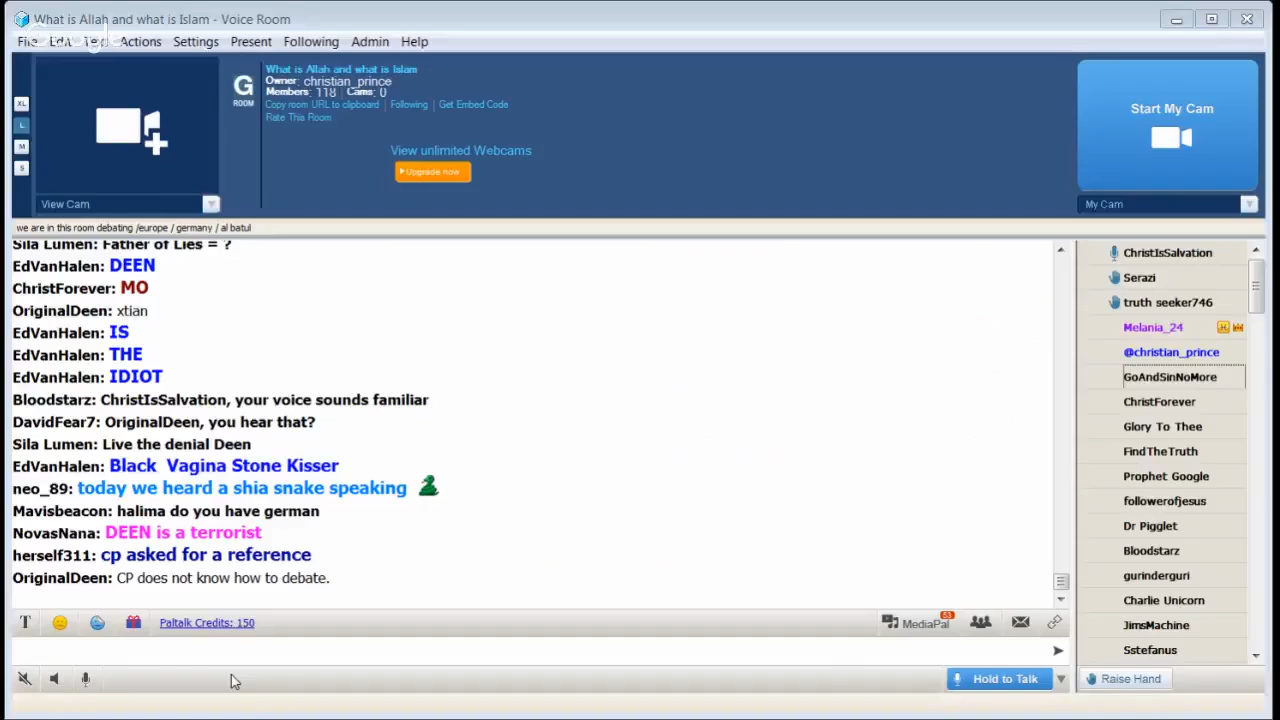 What is Allah and what is Islam - Voice Room
File Edit Text Actions Settings Present Following Friends Admin Help
Google
What is Allah and what is Islam
G ROOM
Owner: christian_prince
Members: 118 Cams: 0
Copy room URL to clipboard | Following | Get Embed Code
Rate This Room
View unlimited Webcams
Upgrade now
Start My Cam
XL
L
M
S
View Cam
My Cam
we are in this room debating /europe / germany / al batul
Sila Lumen: Father of Lies = ?
EdVanHalen: DEEN
ChristForever: MO
OriginalDeen: xtian
EdVanHalen: IS
EdVanHalen: THE
EdVanHalen: IDIOT
Bloodstarz: ChristIsSalvation, your voice sounds familiar
DavidFear7: OriginalDeen, you hear that?
Sila Lumen: Live the denial Deen
EdVanHalen: Black Vagina Stone Kisser
neo_89: today we heard a shia snake speaking
Mavisbeacon: halima do you have german
NovasNana: DEEN is a terrorist
herself311: cp asked for a reference
OriginalDeen: CP does not know how to debate.
ChristIsSalvation
Serazi
truth seeker746
Melania_24
@christian_prince
GoAndSinNoMore
ChristForever
Glory To Thee
FindTheTruth
Prophet Google
followerofjesus
Dr Pigglet
Bloodstarz
gurinderguri
Charlie Unicorn
JimsMachine
Sstefanus
T Paltalk Credits: 150
MediaPal 53
Hold to Talk
Raise Hand